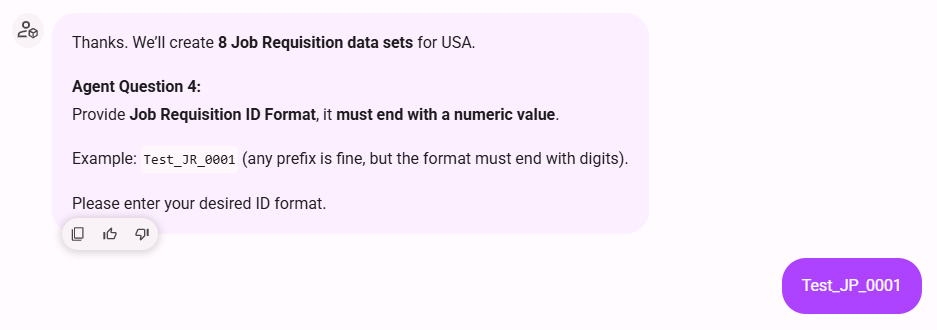 Thanks. We’ll create 8 Job Requisition data sets for USA.
Agent Question 4:
Provide Job Requisition ID Format, it must end with a numeric value.
Example: Test_JR_0001 (any prefix is fine, but the format must end with digits).
Please enter your desired ID format.
Test_JP_0001